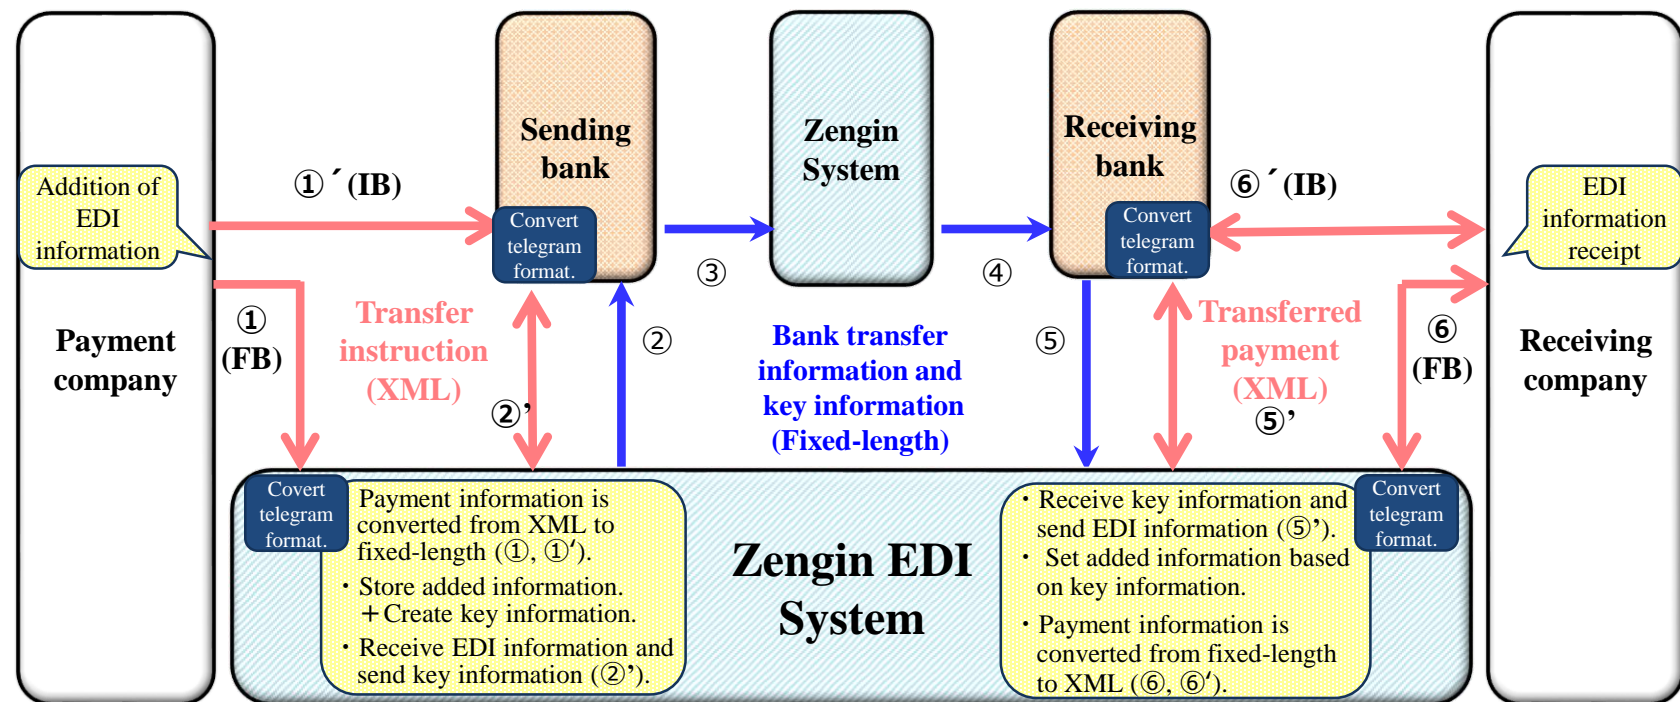 Addition of
EDI
information
Payment
company
①´(IB)
①
(FB)
Transfer
instruction
(XML)
Sending
bank
Convert
telegram
format.
②’
②
③
Zengin
System
④
Bank transfer
information and
key information
(Fixed-length)
Receiving
bank
Convert
telegram
format.
⑤
⑥´(IB)
Transferred
payment
(XML)
⑤’
⑥
(FB)
EDI
information
receipt
Receiving
company
Covert
telegram
format.
Payment information is
converted from XML to
fixed-length (①, ①′).
・Store added information.
＋Create key information.
・Receive EDI information and
send key information (②’).
Zengin EDI
System
・Receive key information and
send EDI information (⑤’).
・ Set added information based
on key information.
・Payment information is
converted from fixed-length
to XML (⑥, ⑥′).
Convert
telegram
format.